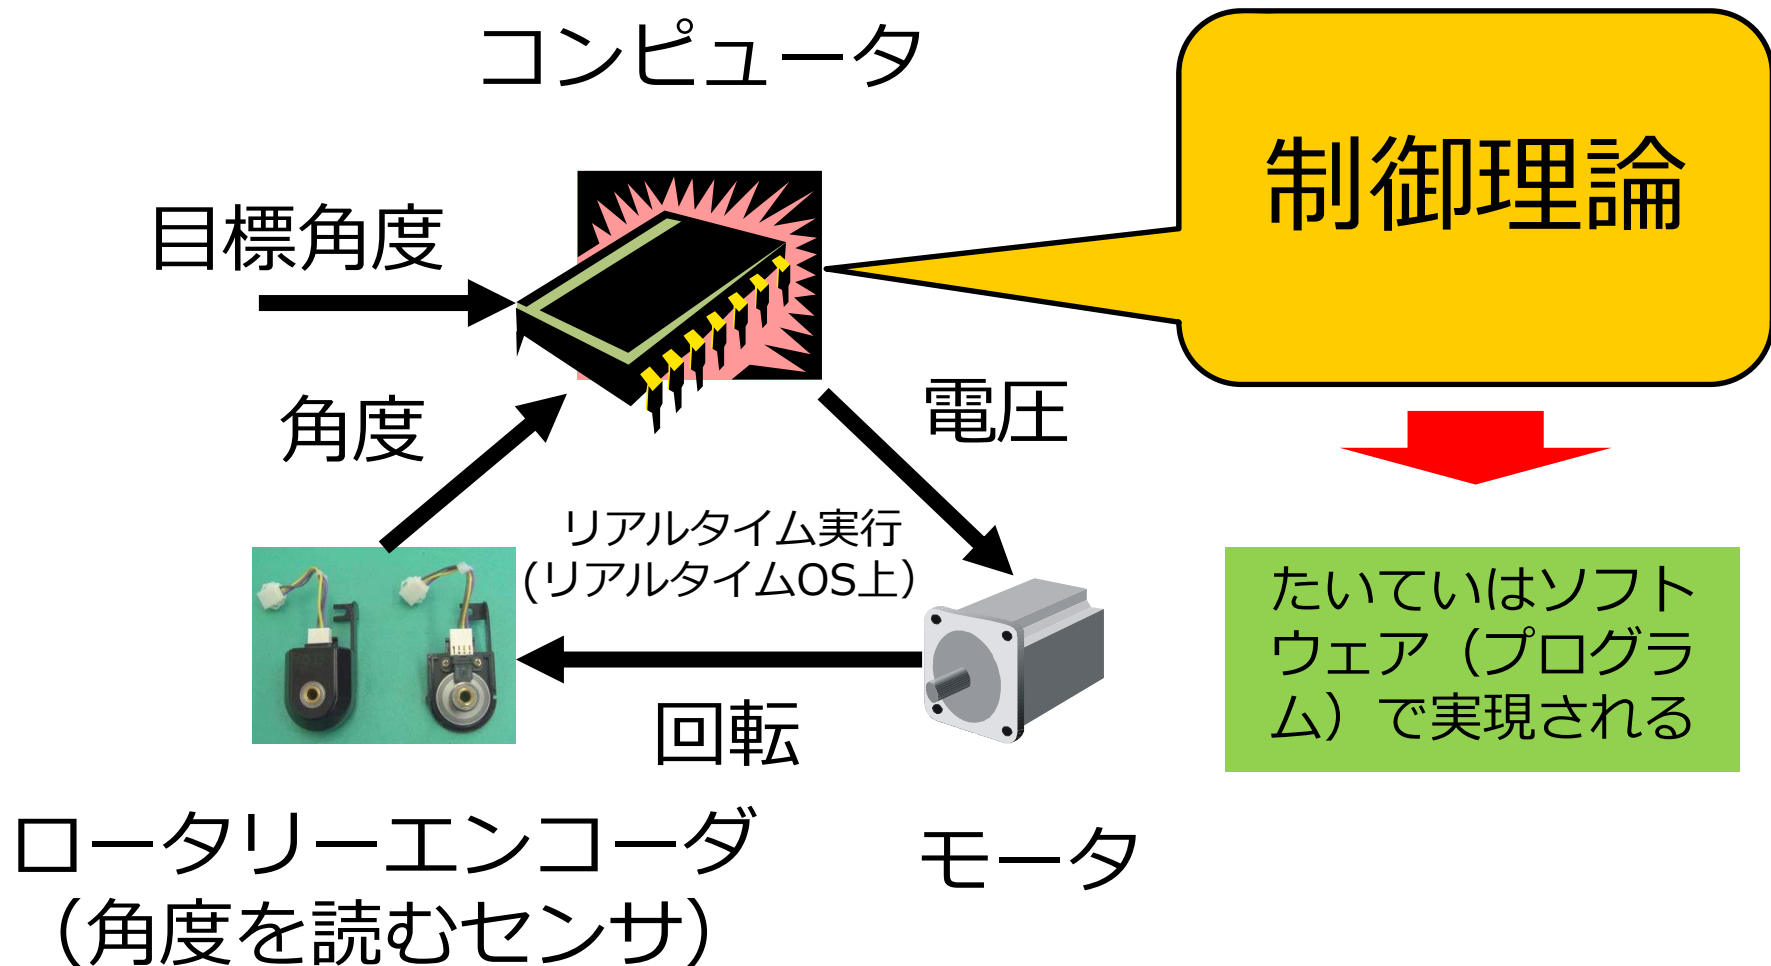 コンピュータ
制御理論
目標角度
角度
電圧
リアルタイム実行
(リアルタイムOS上）
たいていはソフト
ウェア（プログラ
ム）で実現される
回転
ロータリーエンコーダ
（角度を読むセンサ）
モータ